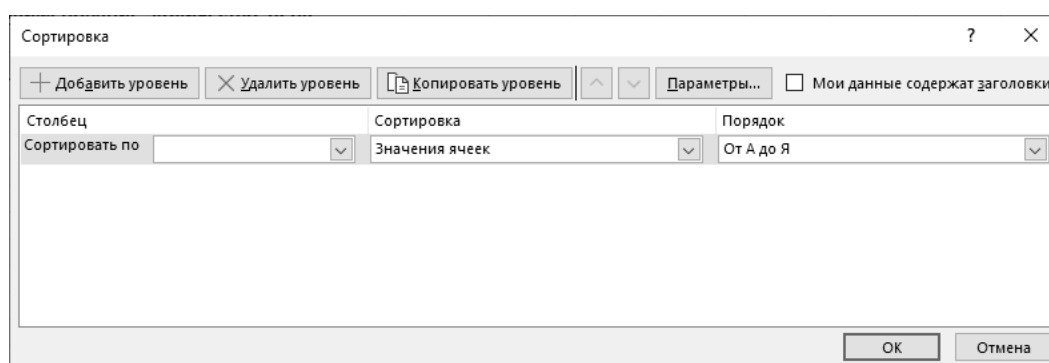 Сортировка ?
Добавить уровень Удалить уровень Копировать уровень Параметры... Мои данные содержат заголовки
Столбец Сортировка Порядок
Сортировать по Значения ячеек От А до Я
ОК Отмена